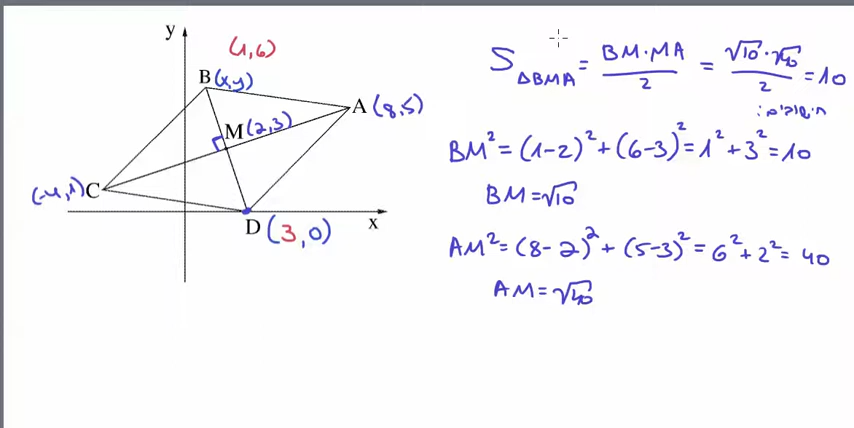 y
(1,6)
B(x,y)
A(8,5)
M(2,3)
(-4,1)C
D(3,0)
x
S△BMA = BM·MA/2 = √10·√40/2 = 10
חישובים:
BM² = (1-2)² + (6-3)² = 1² + 3² = 10
BM = √10
AM² = (8-2)² + (5-3)² = 6² + 2² = 40
AM = √40